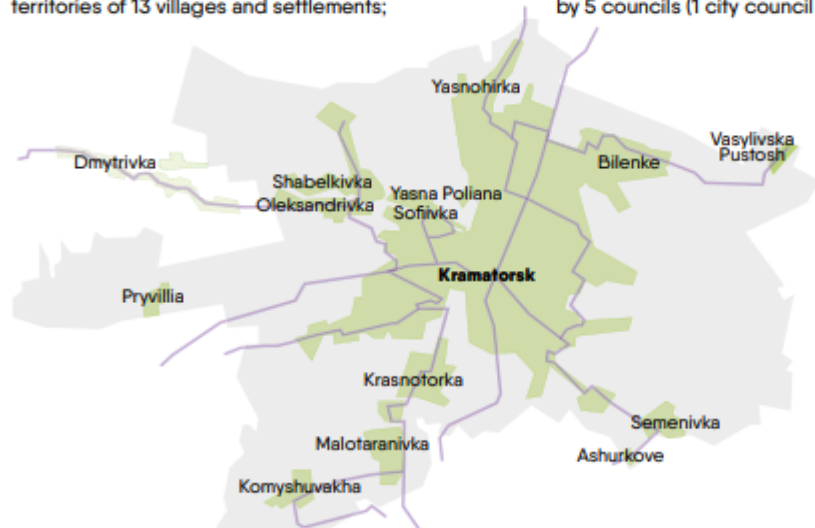 territories of 13 villages and settlements;
by 5 councils (1 city council
Yasnohirka
Vasylivska
Pustosh
Dmytrivka
Bilenke
Shabelkivka
Yasna Poliana
Oleksandrivka
Sofiivka
Kramatorsk
Pryvillia
Krasnotorka
Semenivka
Malotaranivka
Ashurkove
Komyshuvakha